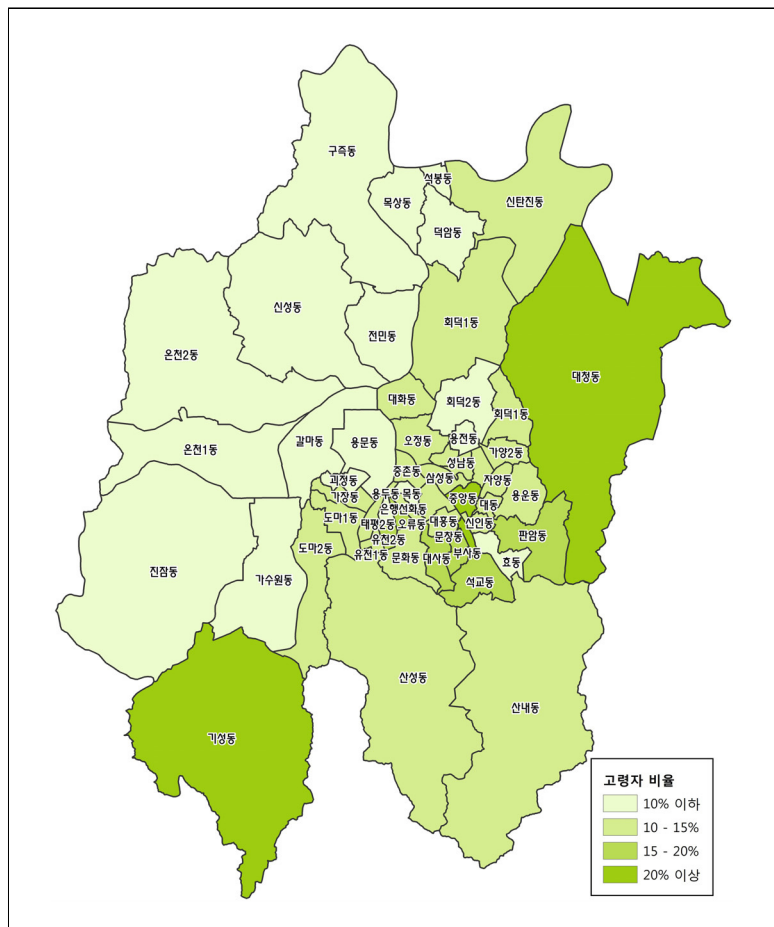 구즉동
석봉동
목상동
신탄진동
덕암동
신성동
회덕1동
전민동
온천2동
대청동
대화동
회덕2동
회덕1동
갈마동
용문동
오정동
용전동
온천1동
가양2동
성남동
중촌동
삼성동
자양동
괴정동
가장동
용두동
목동
중앙동
용운동
대동
은행선화동
도마1동
태평2동
오류동
대흥동
신인동
문창동
판암동
유천2동
도마2동
유천1동
문화동
대사동
부사동
효동
진잠동
가수원동
석교동
산성동
산내동
기성동
고령자 비율
10% 이하
10 - 15%
15 - 20%
20% 이상